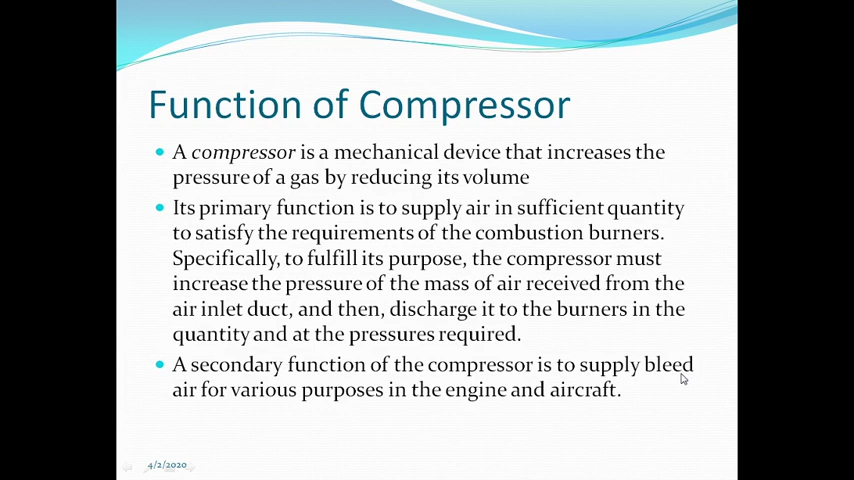 Function of Compressor
A compressor is a mechanical device that increases the
pressure of a gas by reducing its volume
Its primary function is to supply air in sufficient quantity
to satisfy the requirements of the combustion burners.
Specifically, to fulfill its purpose, the compressor must
increase the pressure of the mass of air received from the
air inlet duct, and then, discharge it to the burners in the
quantity and at the pressures required.
A secondary function of the compressor is to supply bleed
air for various purposes in the engine and aircraft.
4/2/2020